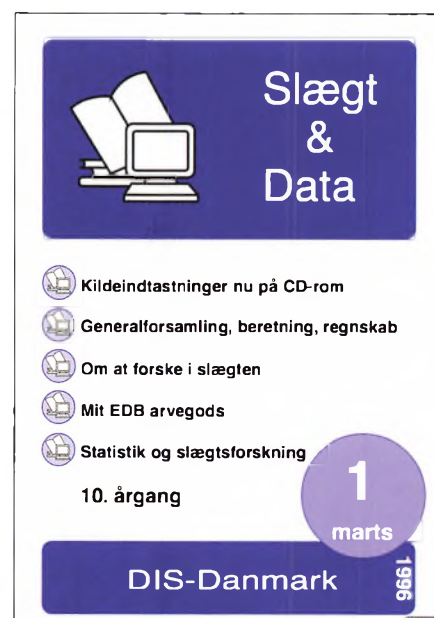 Slægt
&
Data
Kildeindtastninger nu på CD-rom
Generalforsamling, beretning, regnskab
Om at forske i slægten
Mit EDB arvegods
Statistik og slægtsforskning
10. årgang
1
marts
1996
DIS-Danmark